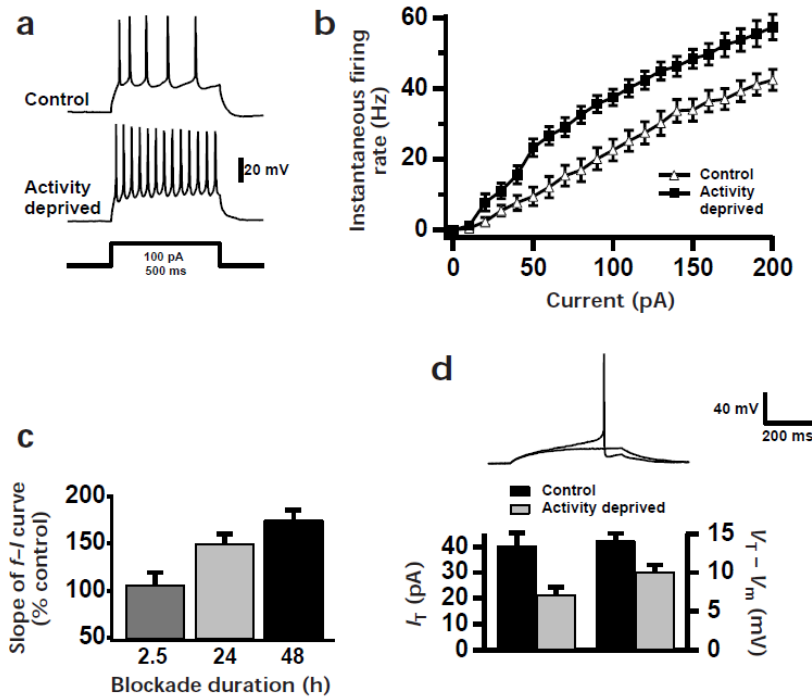 a
Control
Activity
deprived
20 mV
100 pA
500 ms
b
Instantaneous firing
rate (Hz)
60
40
20
0
Control
Activity
deprived
0
50
100
150
200
Current (pA)
c
Slope of f–I curve
(% control)
200
150
100
50
2.5
24
48
Blockade duration (h)
d
40 mV
200 ms
Control
Activity deprived
I_T (pA)
40
30
20
10
0
15
10
5
0
V_T – V_m (mV)